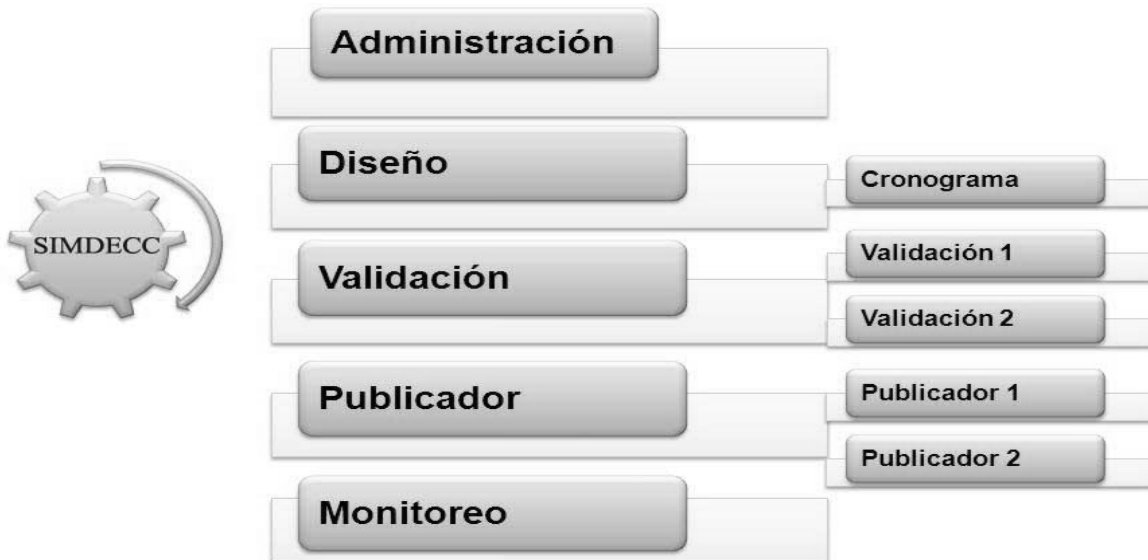 Administración
Diseño
Cronograma
SIMDECC
Validación
Validación 1
Validación 2
Publicador
Publicador 1
Publicador 2
Monitoreo